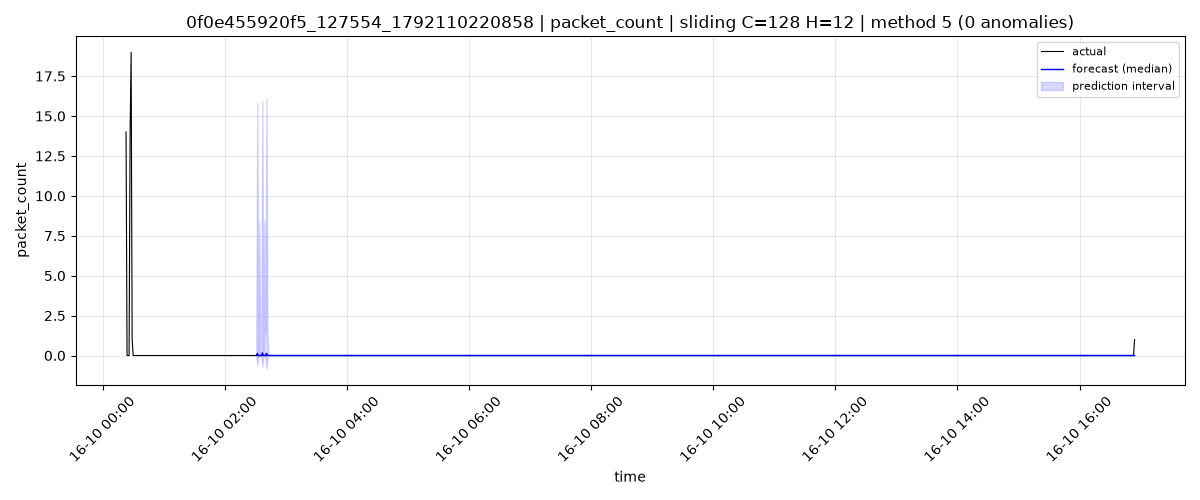 0f0e455920f5_127554_1792110220858 | packet_count | sliding C=128 H=12 | method 5 (0 anomalies)
actual
forecast (median)
prediction interval
packet_count
17.5
15.0
12.5
10.0
7.5
5.0
2.5
0.0
16-10 00:00
16-10 02:00
16-10 04:00
16-10 06:00
16-10 08:00
16-10 10:00
16-10 12:00
16-10 14:00
16-10 16:00
time